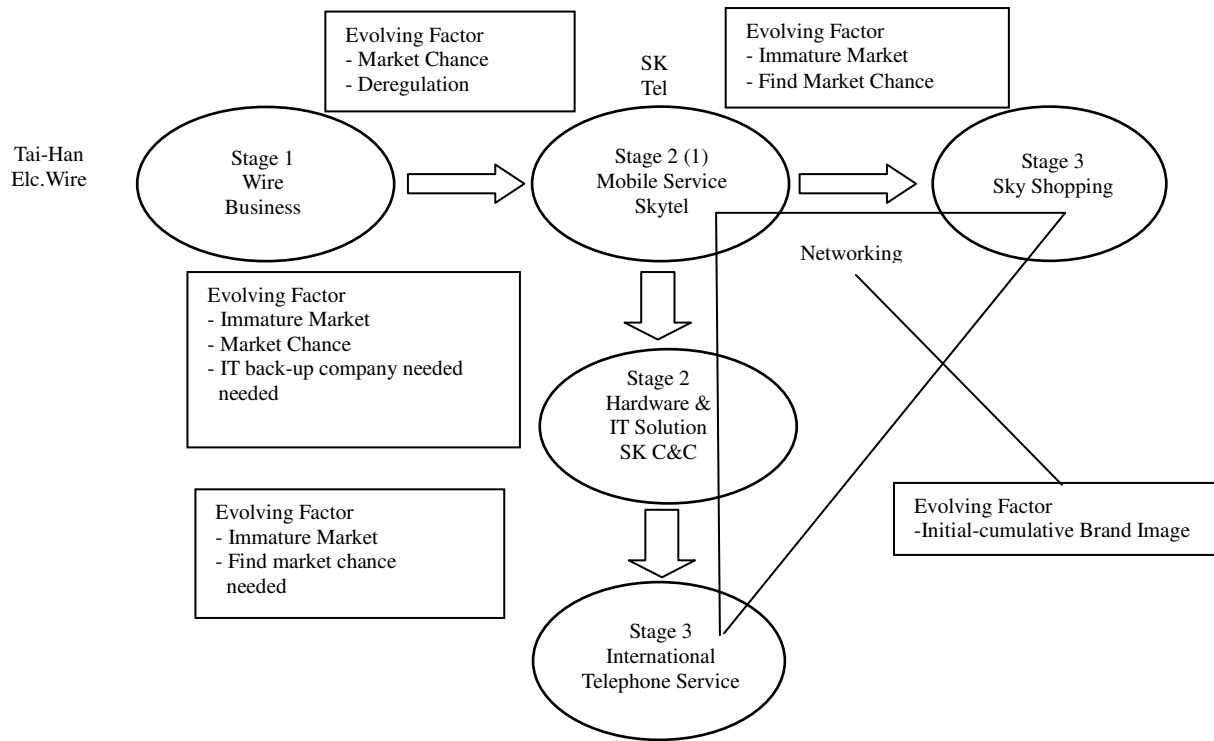 Evolving Factor
- Market Chance
- Deregulation
SK
Tel
Evolving Factor
- Immature Market
- Find Market Chance
Tai-Han
Elc.Wire
Stage 1
Wire
Business
Stage 2 (1)
Mobile Service
Skytel
Stage 3
Sky Shopping
Networking
Evolving Factor
- Immature Market
- Market Chance
- IT back-up company needed
needed
Stage 2
Hardware &
IT Solution
SK C&C
Evolving Factor
- Immature Market
- Find market chance
needed
Evolving Factor
-Initial-cumulative Brand Image
Stage 3
International
Telephone Service